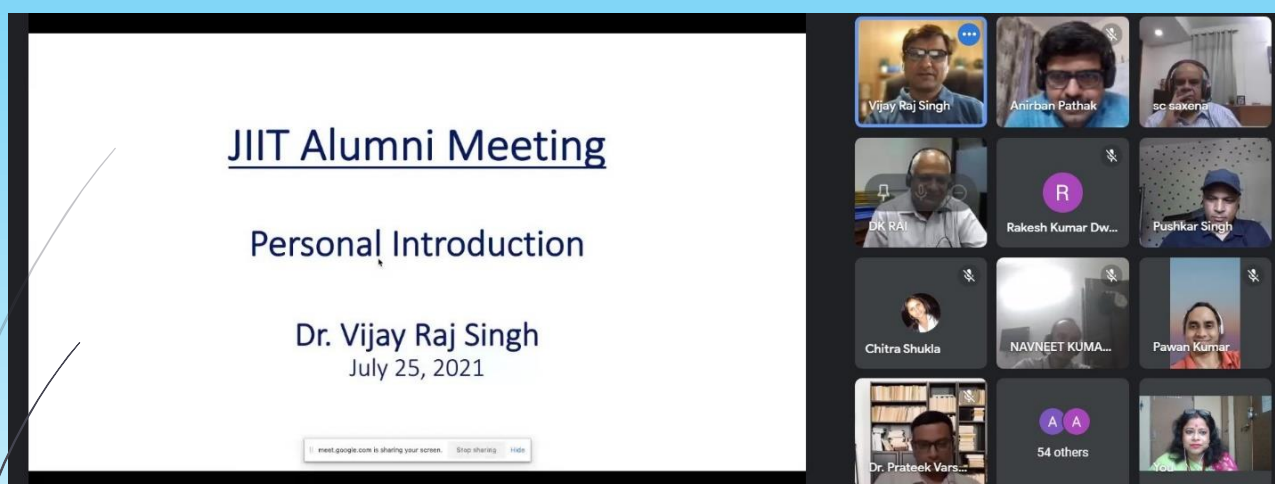 JIIT Alumni Meeting
Personal Introduction
Dr. Vijay Raj Singh
July 25, 2021
meet.google.com is sharing your screen. Stop sharing Hide
Vijay Raj Singh
Anirban Pathak
sc saxena
DK RAI
R
Rakesh Kumar Dw...
Pushkar Singh
Chitra Shukla
NAVNEET KUMA...
Pawan Kumar
Dr. Prateek Vars...
A A
54 others
You